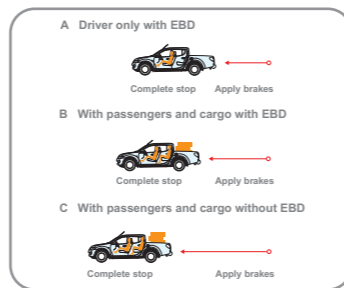 A Driver only with EBD
Complete stop Apply brakes
B With passengers and cargo with EBD
Complete stop Apply brakes
C With passengers and cargo without EBD
Complete stop Apply brakes